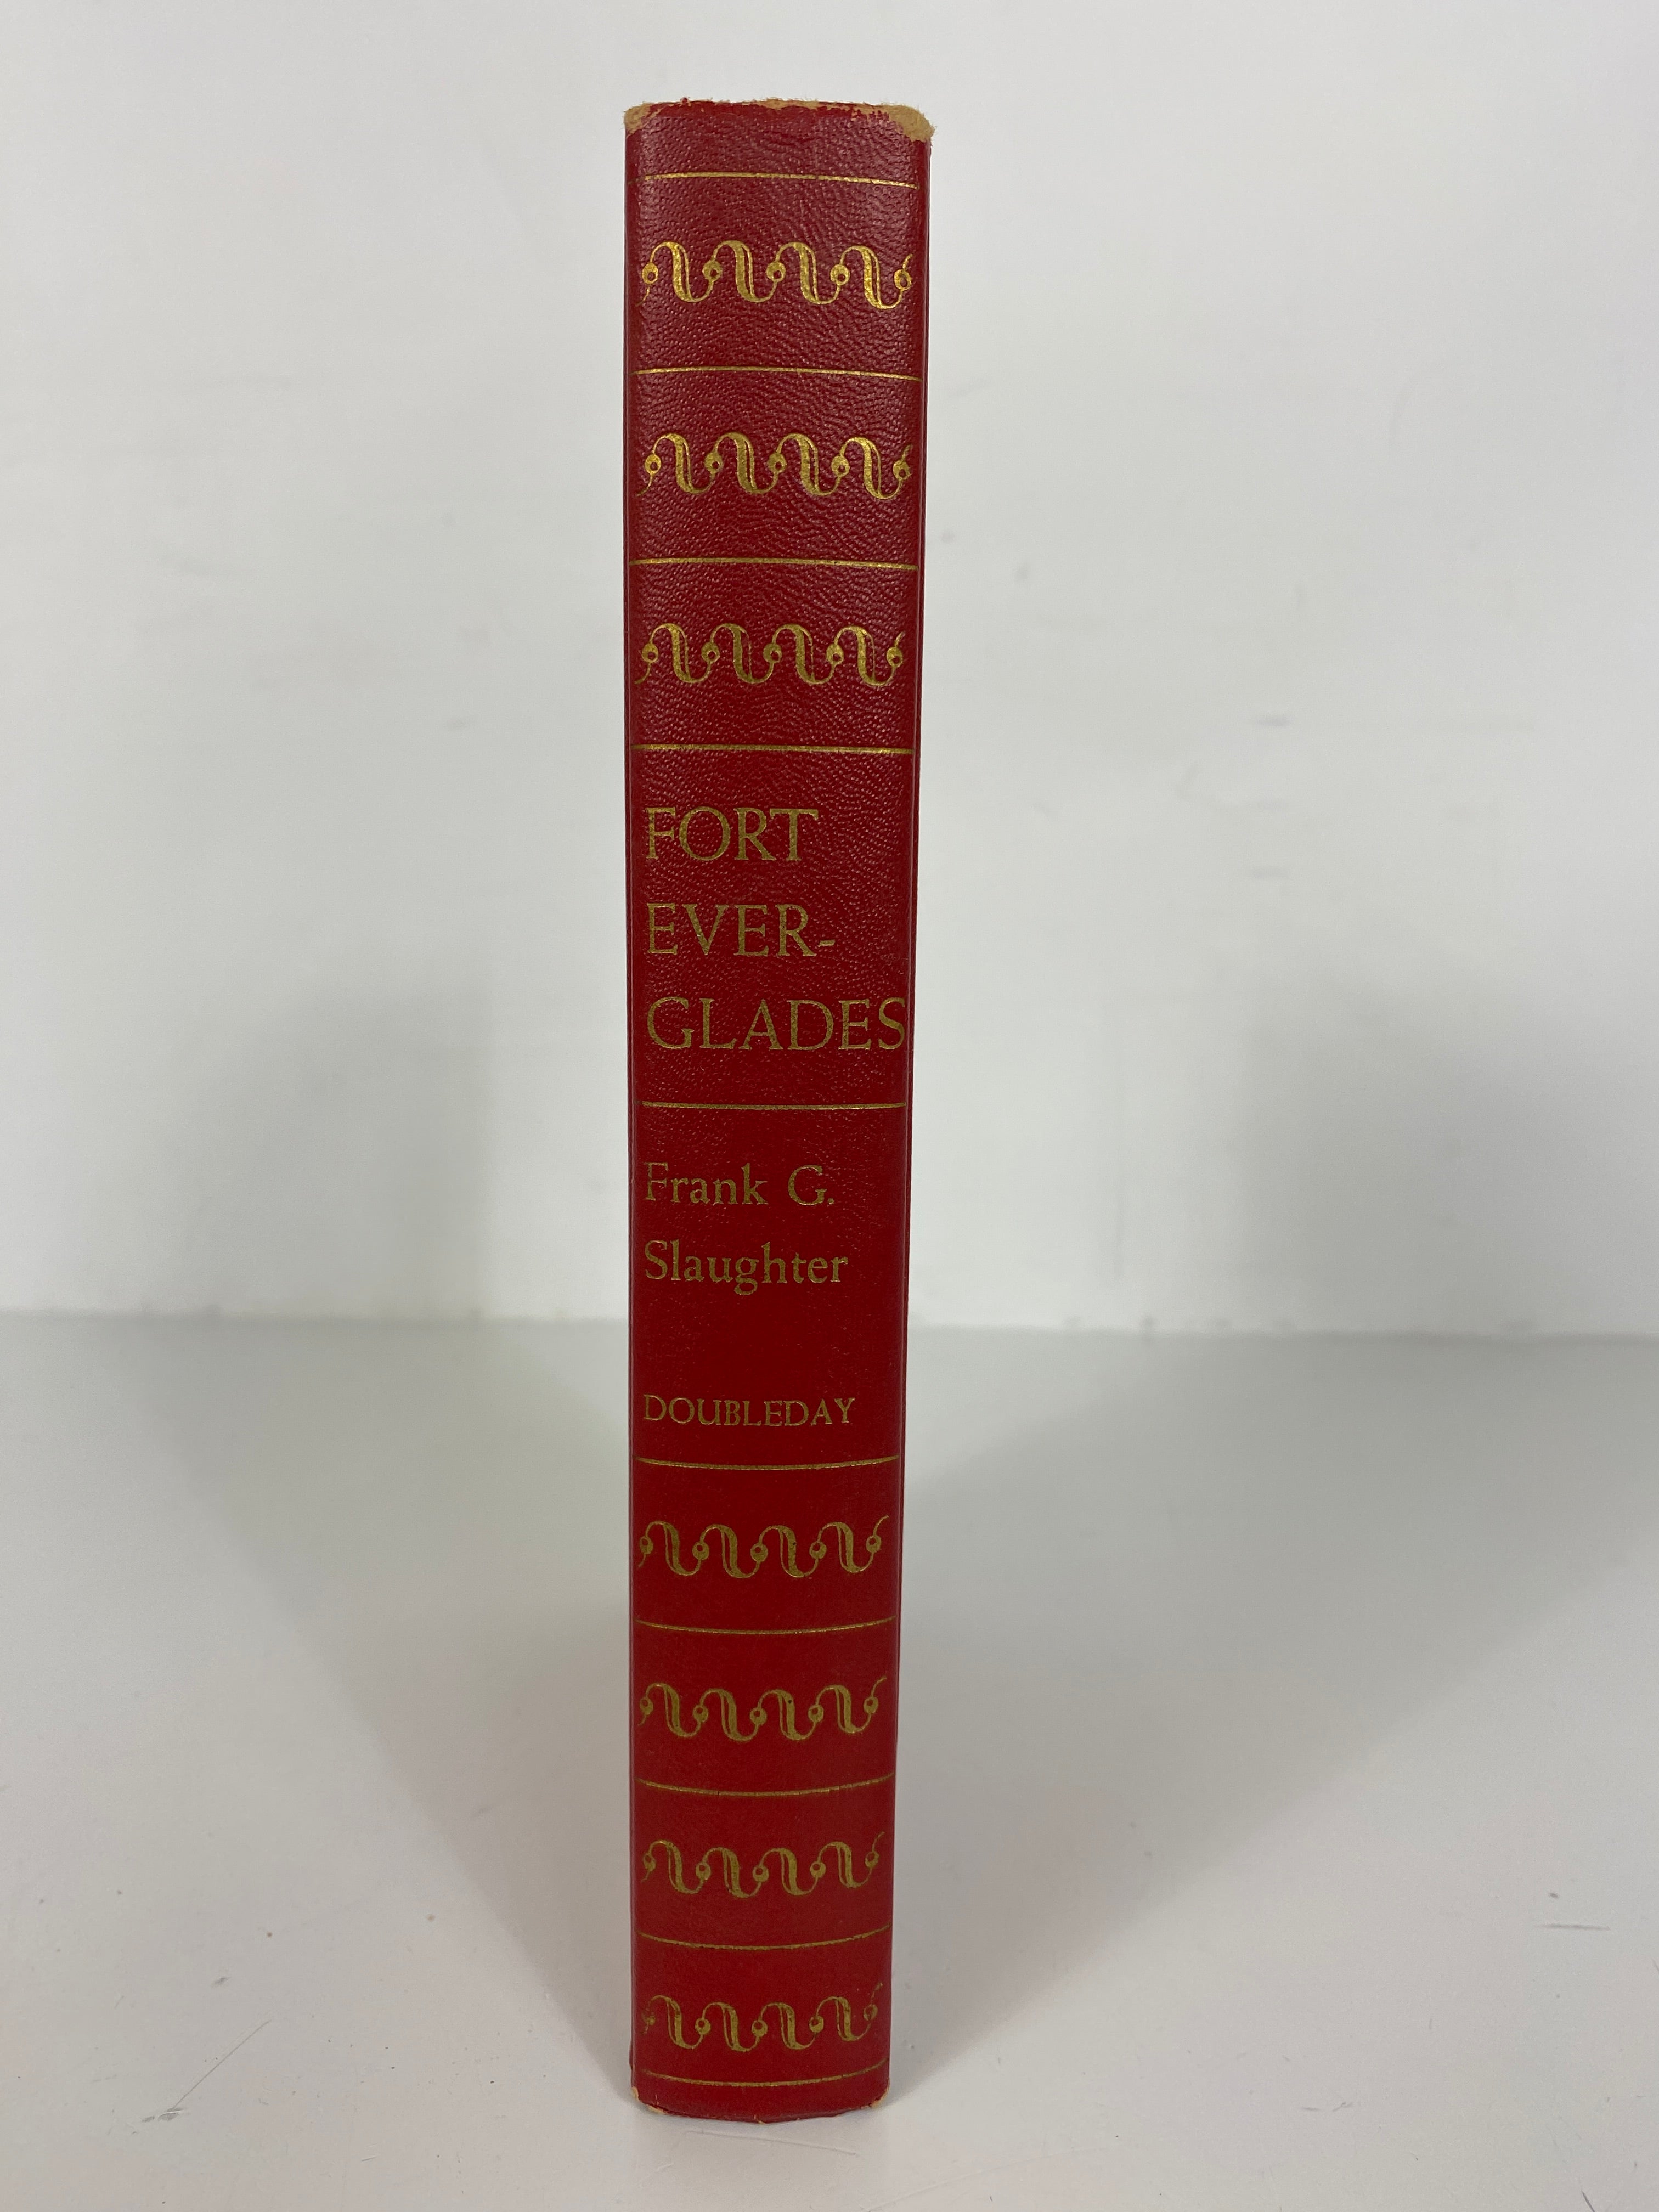 FORT
EVER-
GLADES
Frank G.
Slaughter
DOUBLEDAY